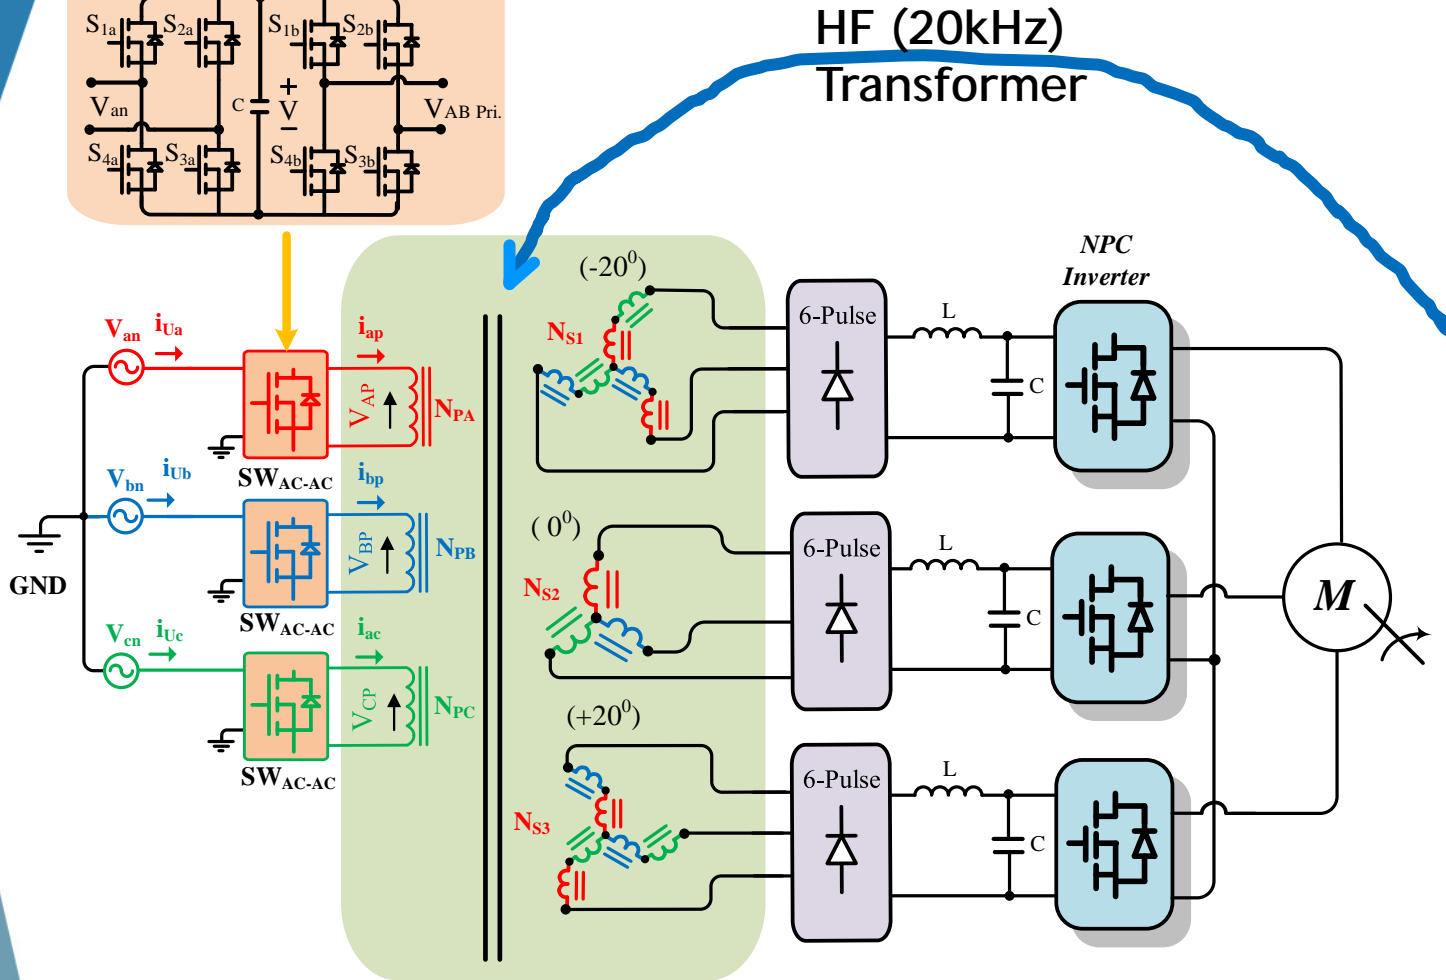 HF (20kHz)
Transformer
S1a S2a S1b S2b
Van C + V − VAB Pri.
S4a S3a S4b S3b
(-20⁰)
NPC
Inverter
Van iUa iap
NS1
6-Pulse
L
C
VAP
NPA
SWAC-AC
Vbn iUb ibp
VBP
NPB
GND
SWAC-AC
( 0⁰)
NS2
6-Pulse
L
C
M
Vcn iUc iac
VCP
NPC
SWAC-AC
(+20⁰)
NS3
6-Pulse
L
C